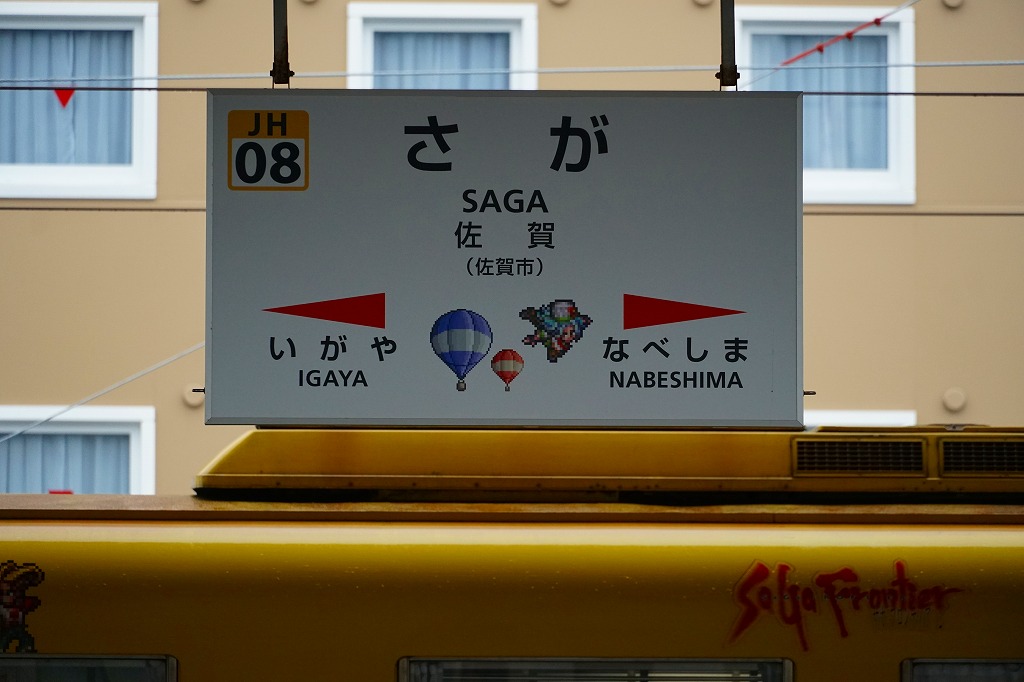 JH
08
さが
SAGA
佐賀
（佐賀市）
いがや
IGAYA
なべしま
NABESHIMA
SaGa Frontier